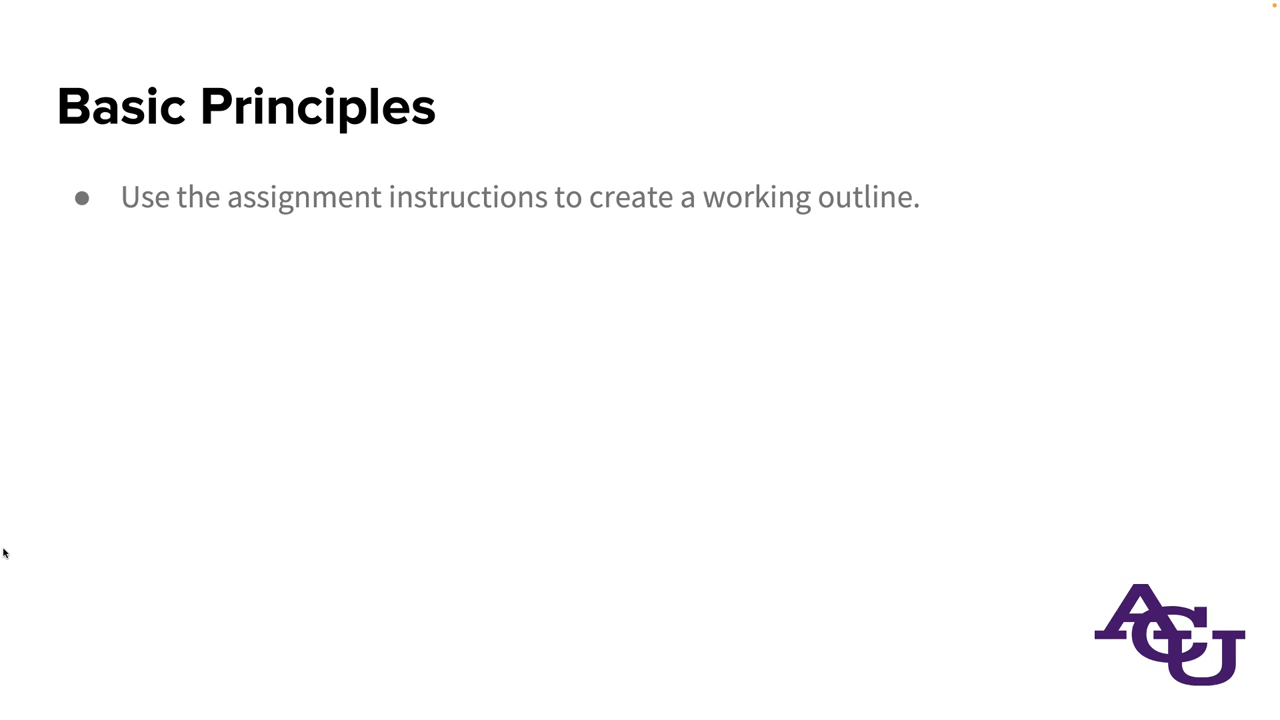 Basic Principles
● Use the assignment instructions to create a working outline.
ACU